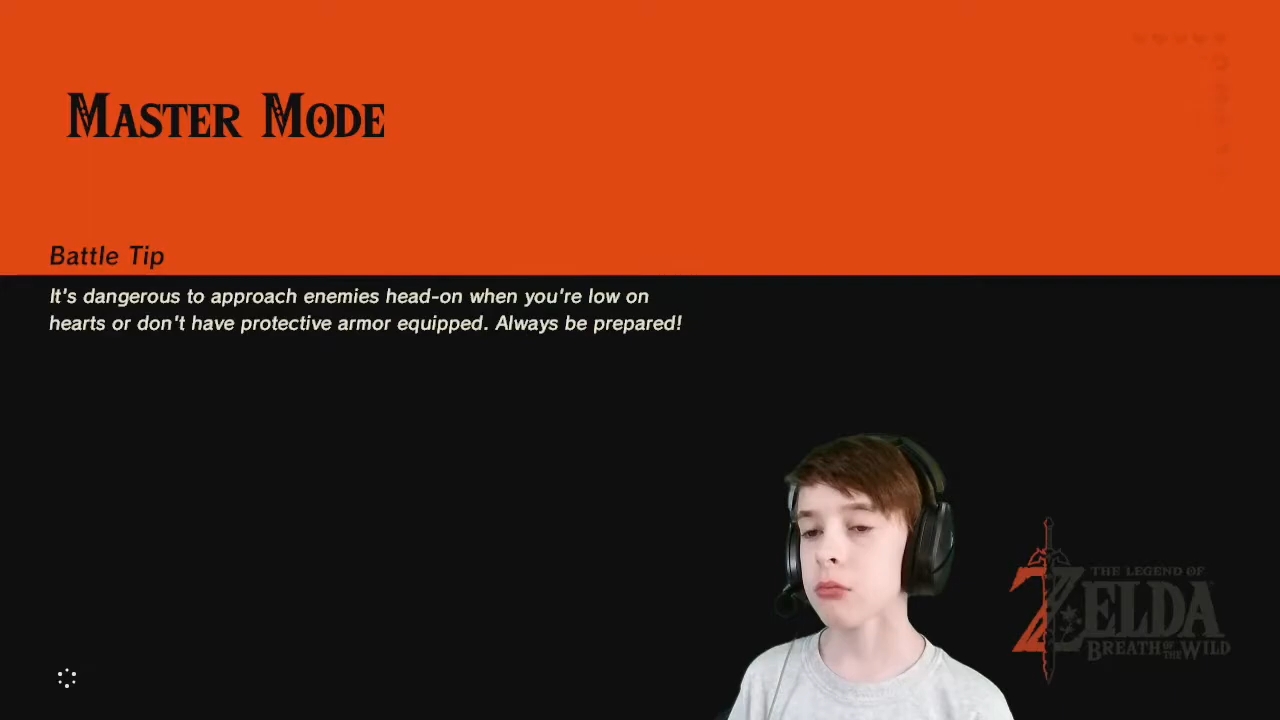 Master Mode
Battle Tip
It's dangerous to approach enemies head-on when you're low on
hearts or don't have protective armor equipped. Always be prepared!
THE LEGEND OF
ZELDA
BREATH OF THE WILD